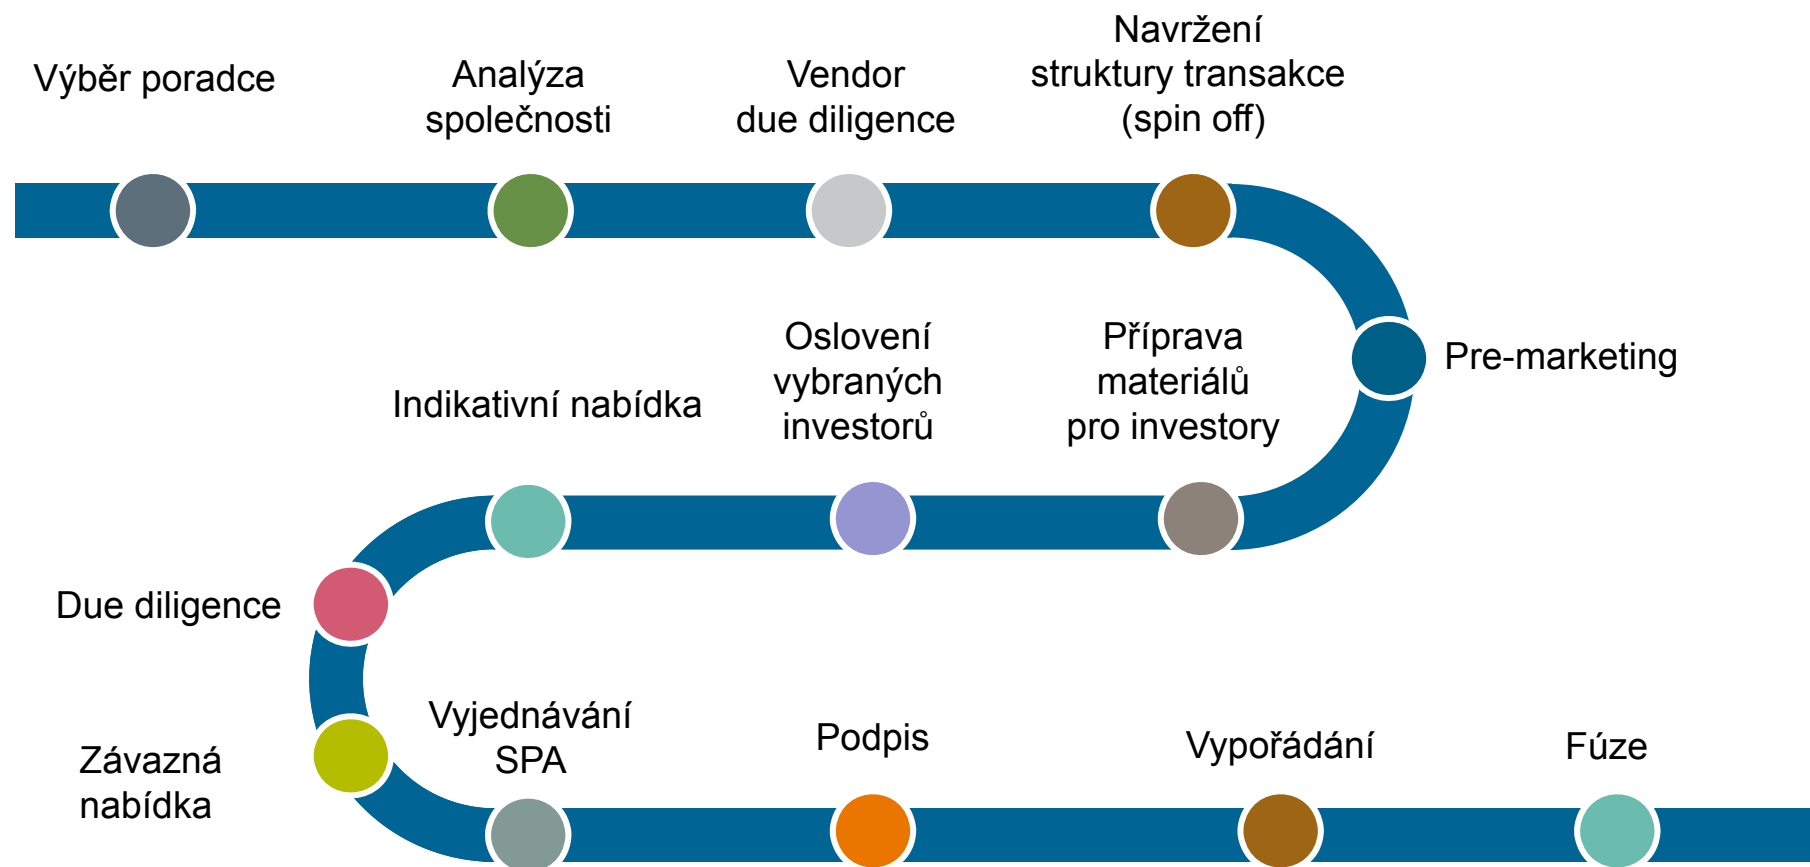 Výběr poradce
Analýza
společnosti
Vendor
due diligence
Navržení
struktury transakce
(spin off)
Pre-marketing
Příprava
materiálů
pro investory
Oslovení
vybraných
investorů
Indikativní nabídka
Due diligence
Závazná
nabídka
Vyjednávání
SPA
Podpis
Vypořádání
Fúze